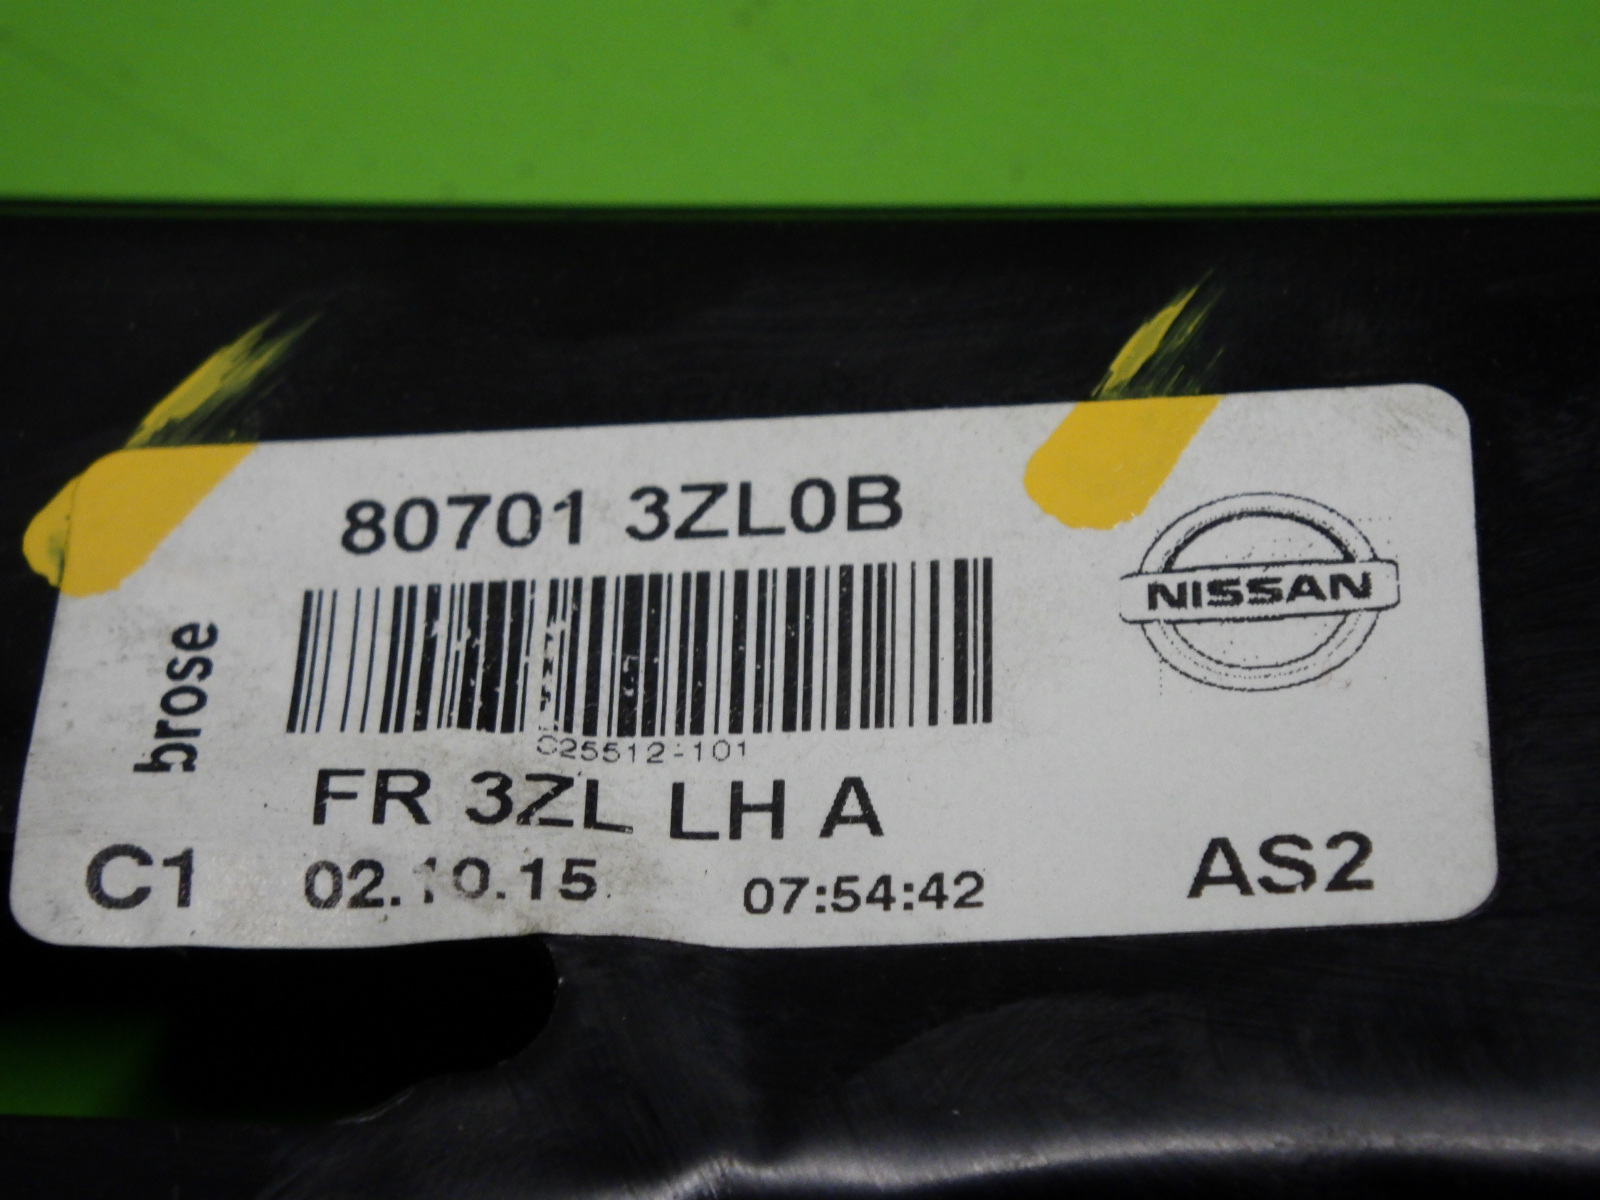 80701 3ZL0B
NISSAN
brose
C25512-101
FR 3ZL LH A
C1
02.10.15
07:54:42
AS2